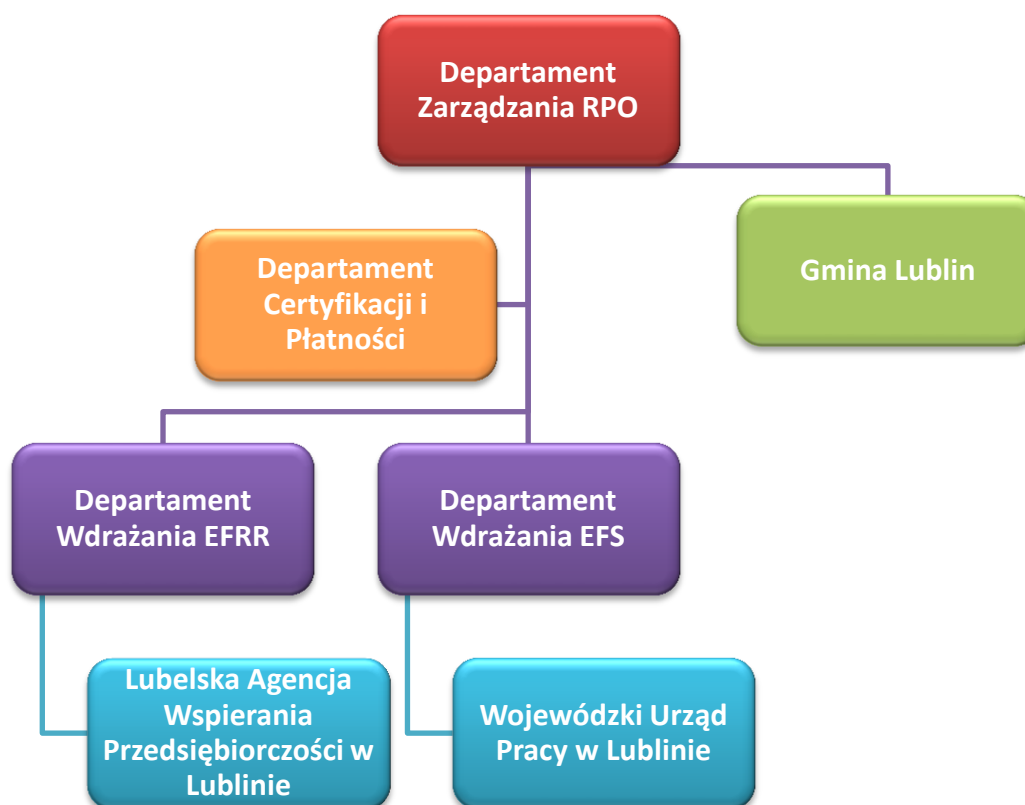 Departament
Zarządzania RPO
Gmina Lublin
Departament
Certyfikacji i
Płatności
Departament
Wdrażania EFRR
Departament
Wdrażania EFS
Lubelska Agencja
Wspierania
Przedsiębiorczości w
Lublinie
Wojewódzki Urząd
Pracy w Lublinie